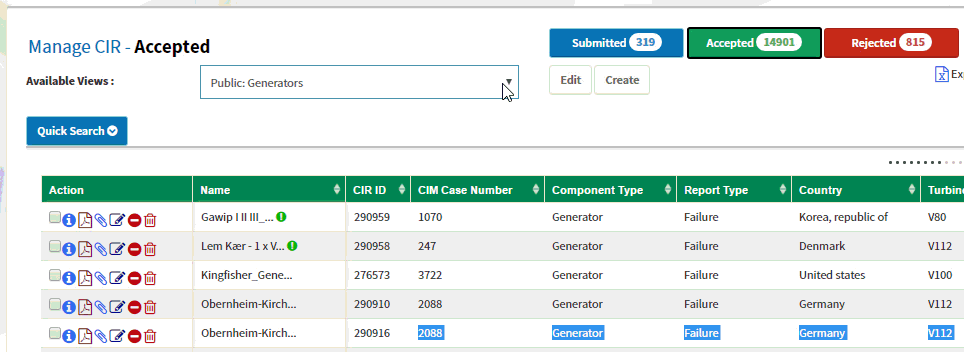 Manage CIR - Accepted
Submitted 319 Accepted 14901 Rejected 815
Available Views : Public: Generators Edit Create
Quick Search
Action Name CIR ID CIM Case Number Component Type Report Type Country
Gawip I II III_... 290959 1070 Generator Failure Korea, republic of V80
Lem Kær - 1 x V... 290958 247 Generator Failure Denmark V112
Kingfisher_Gene... 276573 3722 Generator Failure United states V100
Obernheim-Kirch... 290910 2088 Generator Failure Germany V112
Obernheim-Kirch... 290916 2088 Generator Failure Germany V112